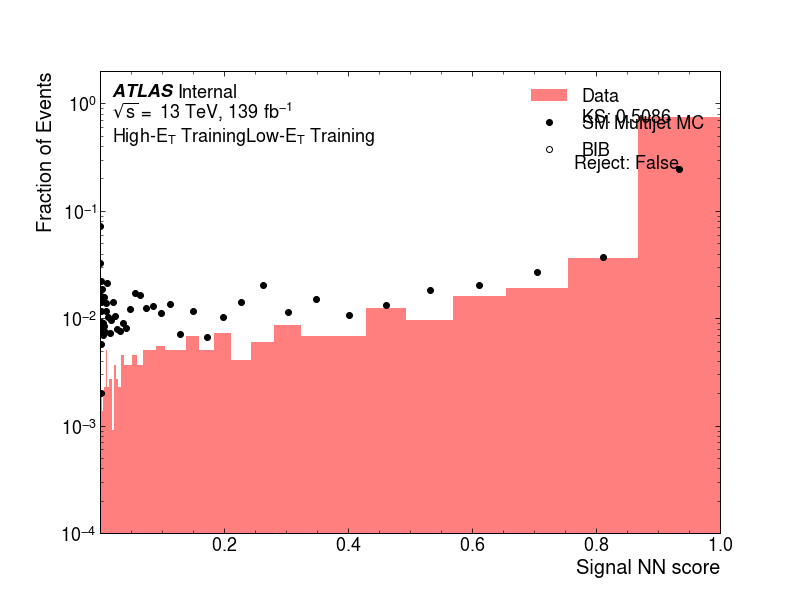 ATLAS Internal
√s = 13 TeV, 139 fb⁻¹
High-E_T TrainingLow-E_T Training
Data
KS: 0.5086
SM Multijet MC
BIB
Reject: False
Fraction of Events
10⁰
10⁻¹
10⁻²
10⁻³
10⁻⁴
0.2 0.4 0.6 0.8 1.0
Signal NN score